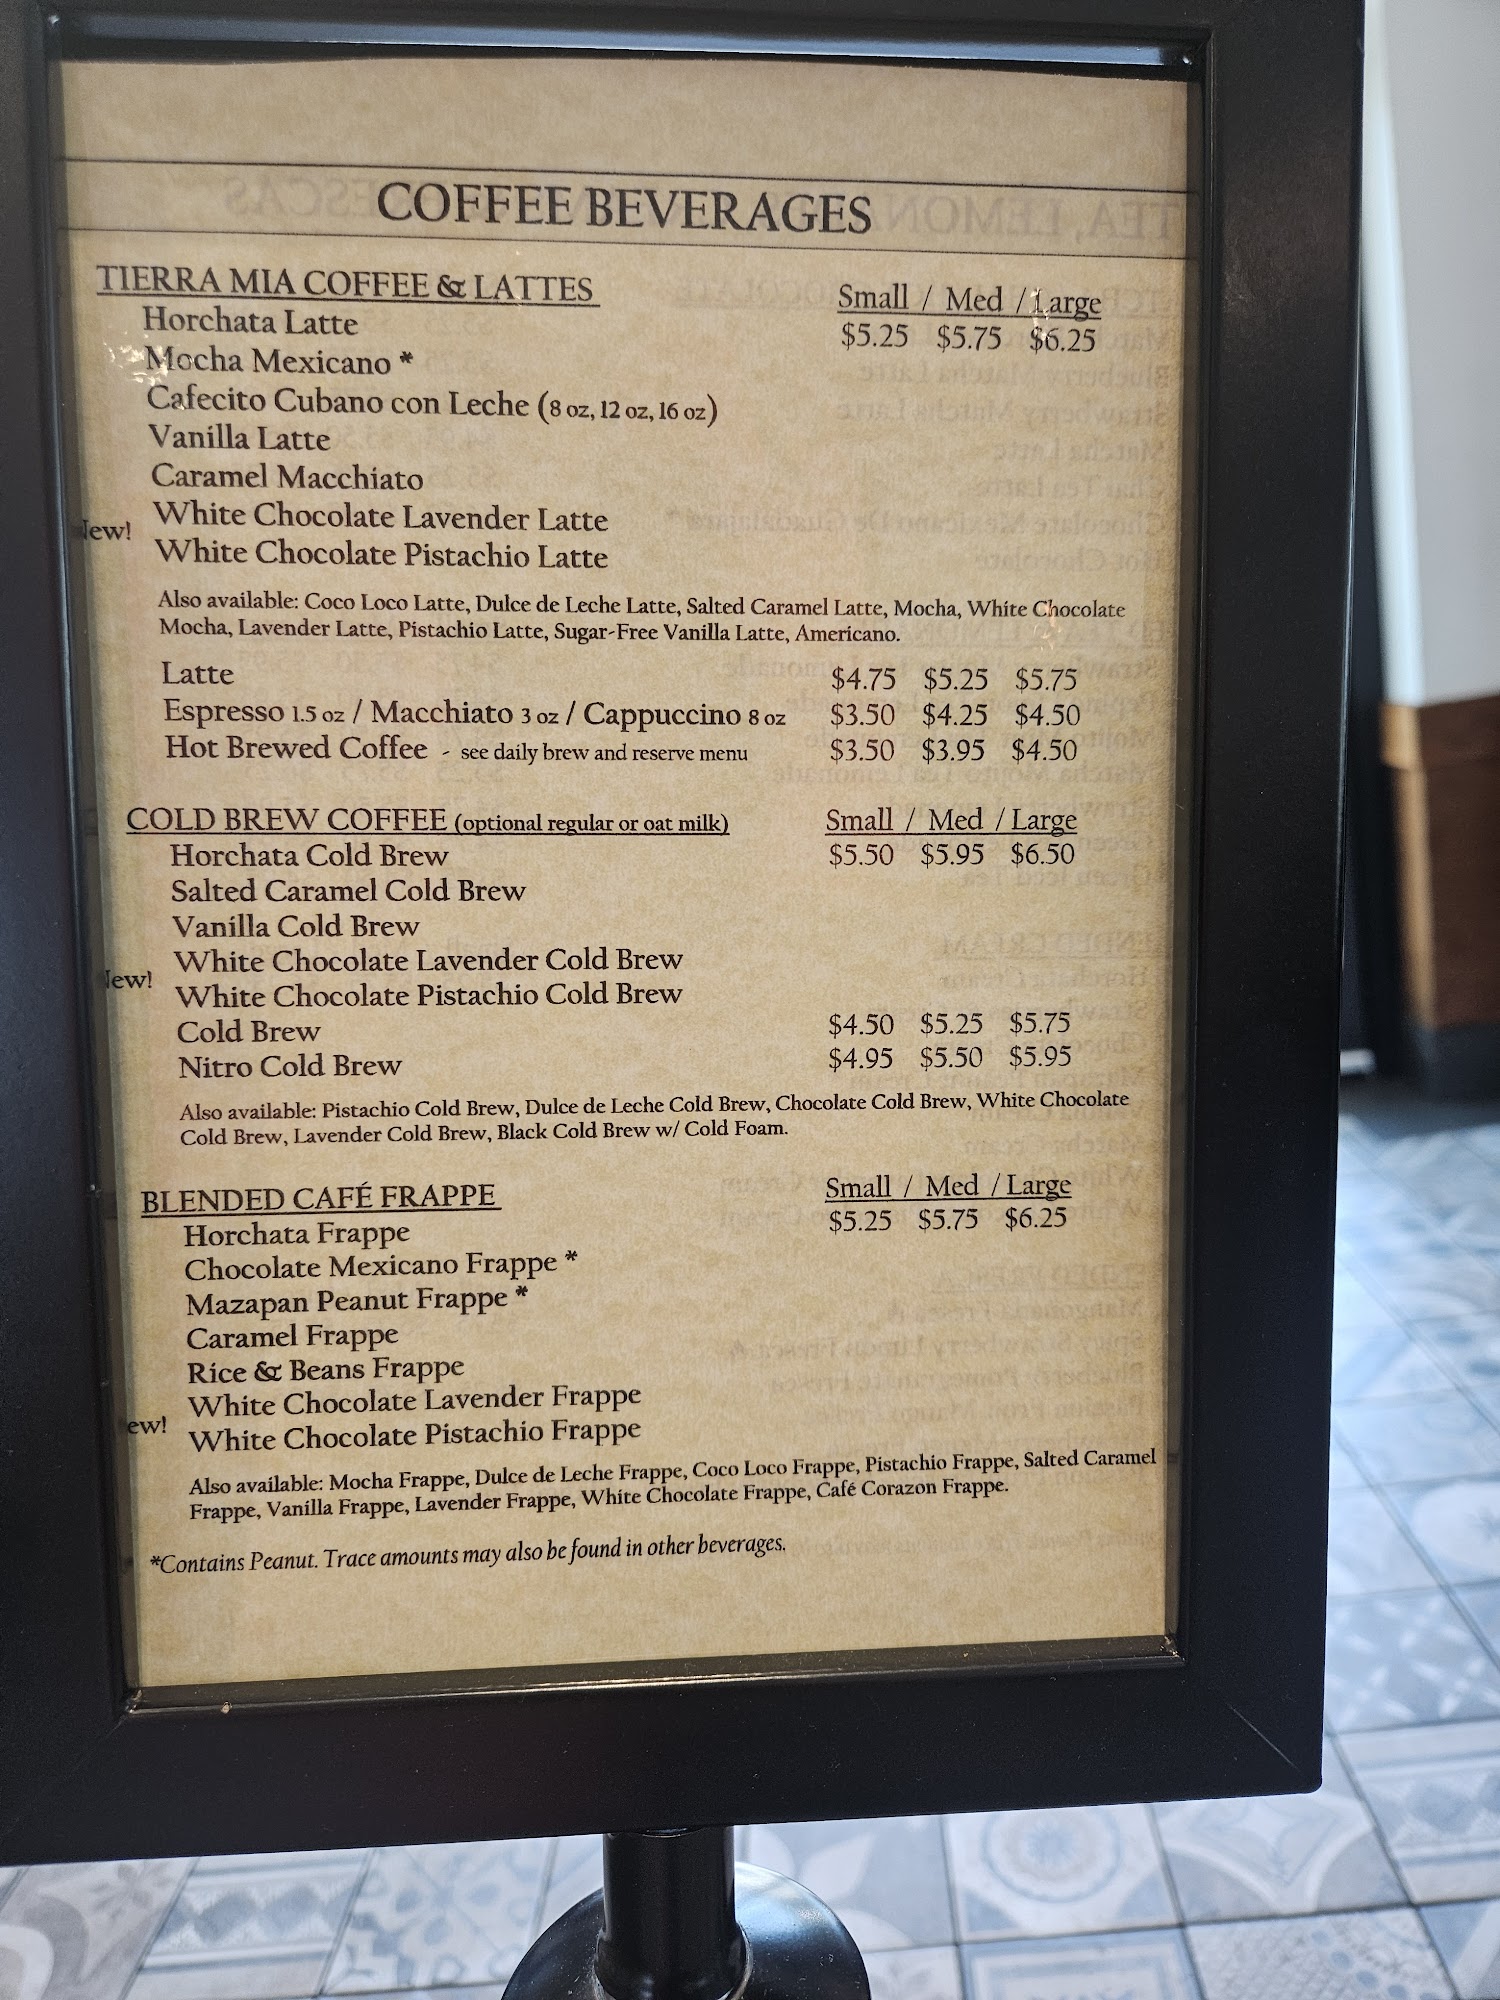 COFFEE BEVERAGES
TIERRA MIA COFFEE & LATTES Small / Med / Large
Horchata Latte $5.25 $5.75 $6.25
Mocha Mexicano *
Cafecito Cubano con Leche (8 oz, 12 oz, 16 oz)
Vanilla Latte
Caramel Macchiato
White Chocolate Lavender Latte
White Chocolate Pistachio Latte
Also available: Coco Loco Latte, Dulce de Leche Latte, Salted Caramel Latte, Mocha, White Chocolate
Mocha, Lavender Latte, Pistachio Latte, Sugar-Free Vanilla Latte, Americano.
Latte $4.75 $5.25 $5.75
Espresso 1.5 oz / Macchiato 3 oz / Cappuccino 8 oz $3.50 $4.25 $4.50
Hot Brewed Coffee - see daily brew and reserve menu $3.50 $3.95 $4.50
COLD BREW COFFEE (optional regular or oat milk) Small / Med / Large
Horchata Cold Brew $5.50 $5.95 $6.50
Salted Caramel Cold Brew
Vanilla Cold Brew
White Chocolate Lavender Cold Brew
White Chocolate Pistachio Cold Brew
Cold Brew $4.50 $5.25 $5.75
Nitro Cold Brew $4.95 $5.50 $5.95
Also available: Pistachio Cold Brew, Dulce de Leche Cold Brew, Chocolate Cold Brew, White Chocolate
Cold Brew, Lavender Cold Brew, Black Cold Brew w/ Cold Foam.
BLENDED CAFÉ FRAPPE Small / Med / Large
Horchata Frappe $5.25 $5.75 $6.25
Chocolate Mexicano Frappe *
Mazapan Peanut Frappe *
Caramel Frappe
Rice & Beans Frappe
White Chocolate Lavender Frappe
White Chocolate Pistachio Frappe
Also available: Mocha Frappe, Dulce de Leche Frappe, Coco Loco Frappe, Pistachio Frappe, Salted Caramel
Frappe, Vanilla Frappe, Lavender Frappe, White Chocolate Frappe, Café Corazon Frappe.
*Contains Peanut. Trace amounts may also be found in other beverages.